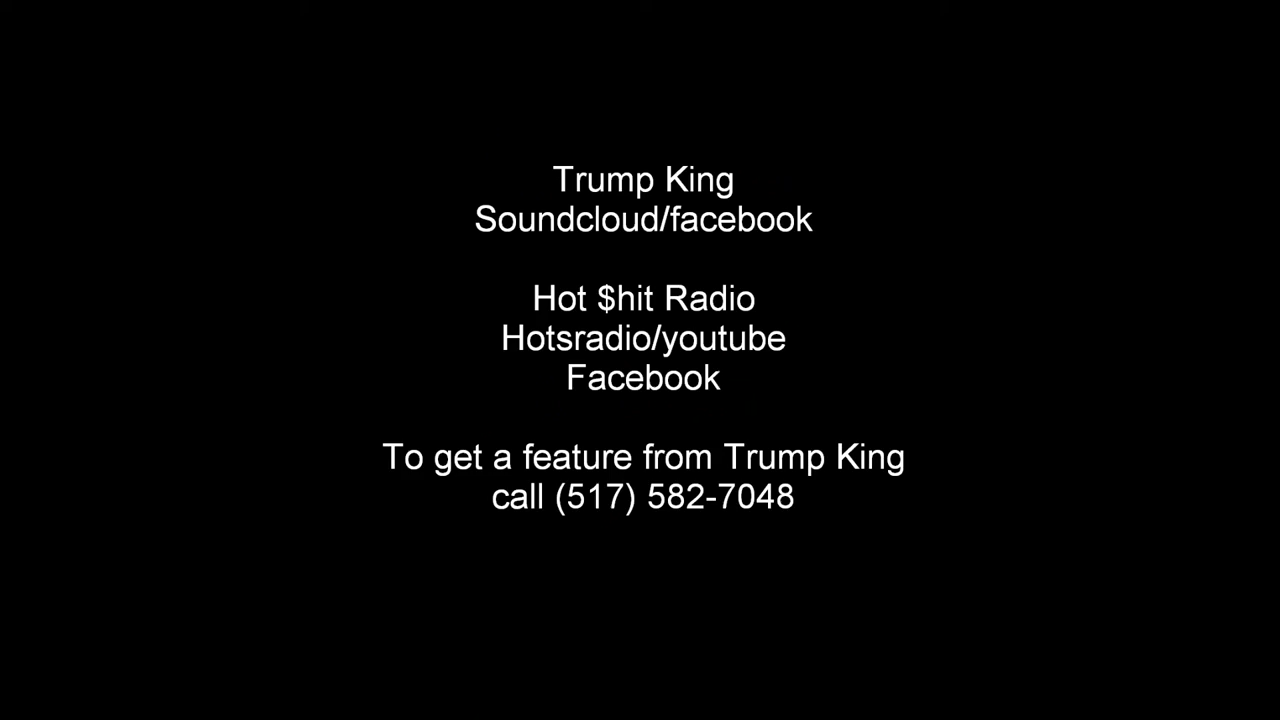 Trump King
Soundcloud/facebook
Hot $hit Radio
Hotsradio/youtube
Facebook
To get a feature from Trump King
call (517) 582-7048